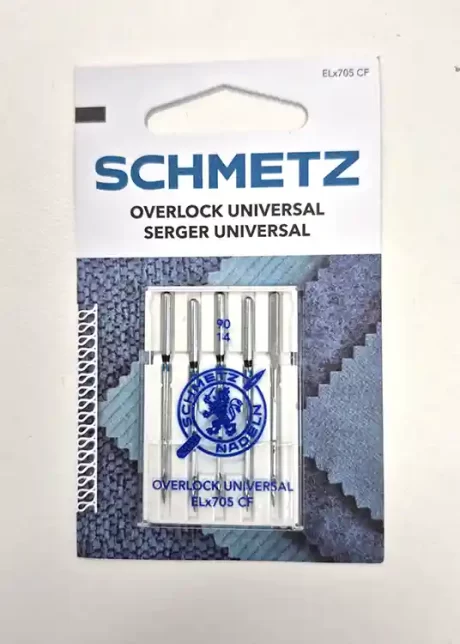 ELx705 CF
SCHMETZ
OVERLOCK UNIVERSAL
SERGER UNIVERSAL
90
14
SCHMETZ
NADELN
OVERLOCK UNIVERSAL
ELx705 CF